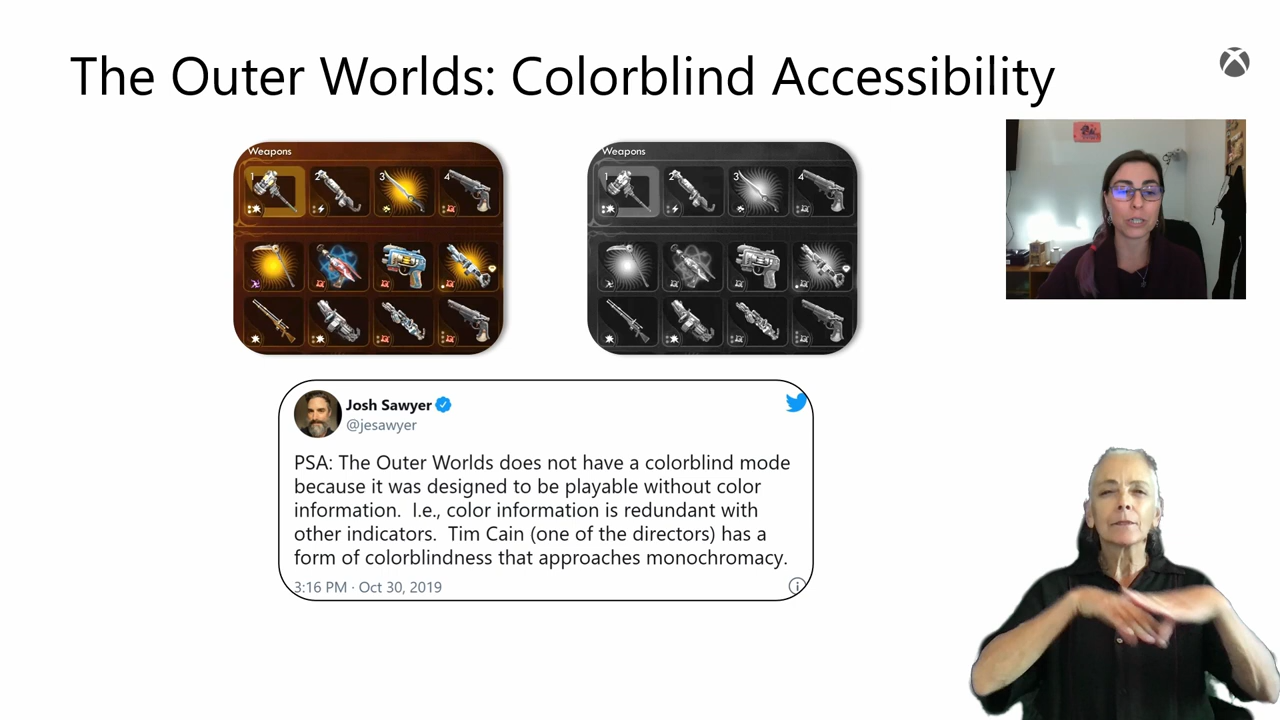 The Outer Worlds: Colorblind Accessibility
Weapons
1
2
3
4
Weapons
1
2
3
4
Josh Sawyer
@jesawyer
PSA: The Outer Worlds does not have a colorblind mode
because it was designed to be playable without color
information.  I.e., color information is redundant with
other indicators.  Tim Cain (one of the directors) has a
form of colorblindness that approaches monochromacy.
3:16 PM · Oct 30, 2019